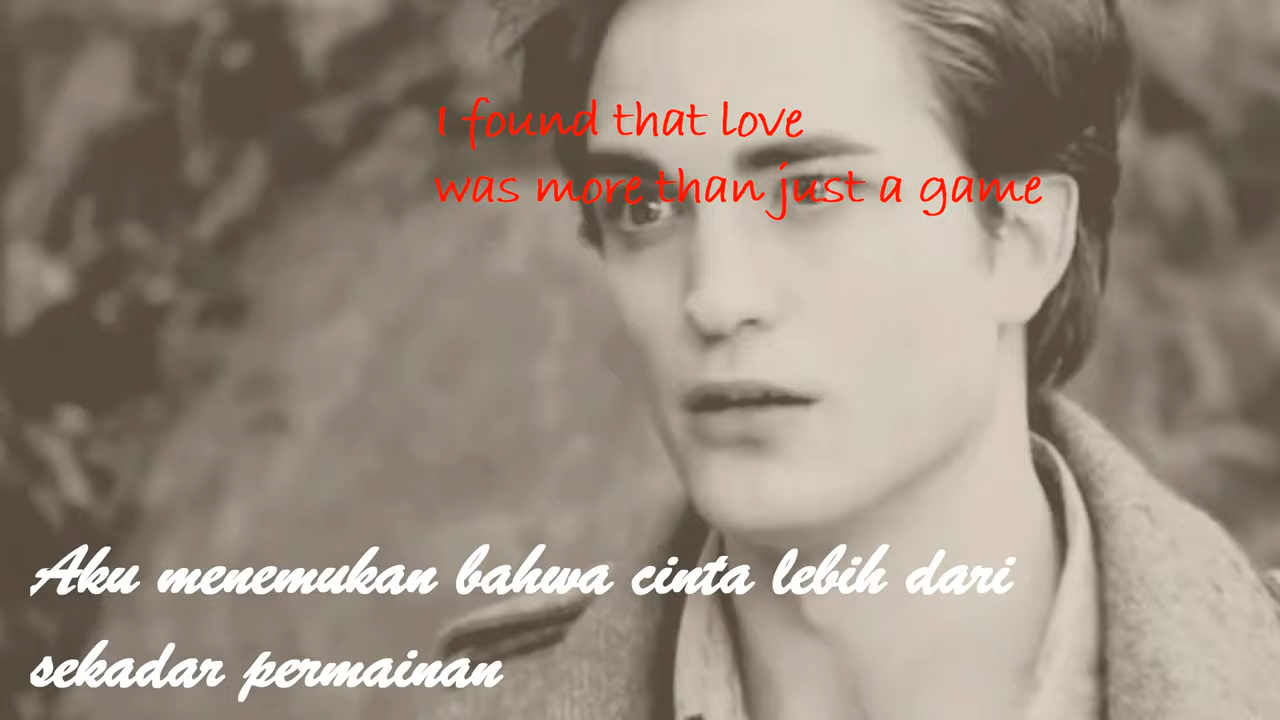 I found that love
was more than just a game
Aku menemukan bahwa cinta lebih dari
sekadar permainan